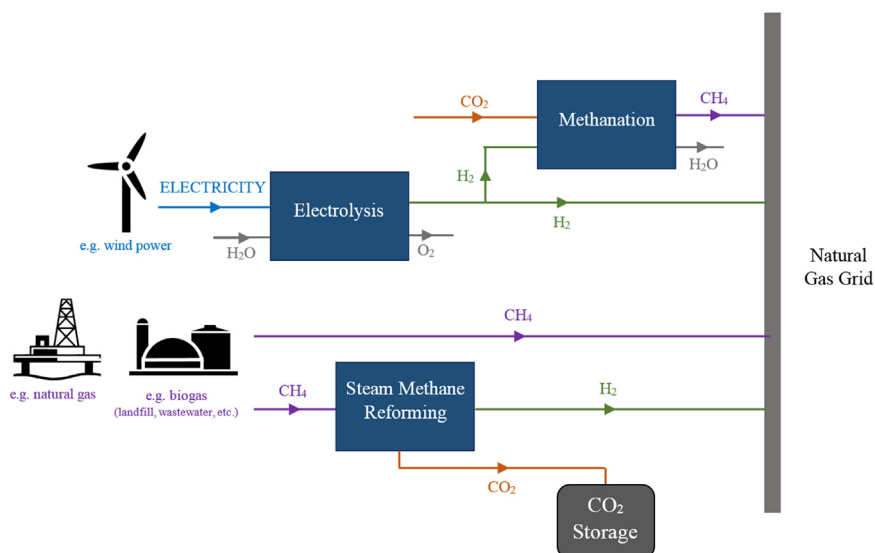 CO₂
Methanation
CH₄
H₂O
H₂
ELECTRICITY
Electrolysis
H₂
e.g. wind power
H₂O
O₂
Natural
Gas Grid
CH₄
e.g. natural gas
e.g. biogas
(landfill, wastewater, etc.)
CH₄
Steam Methane
Reforming
H₂
CO₂
CO₂
Storage